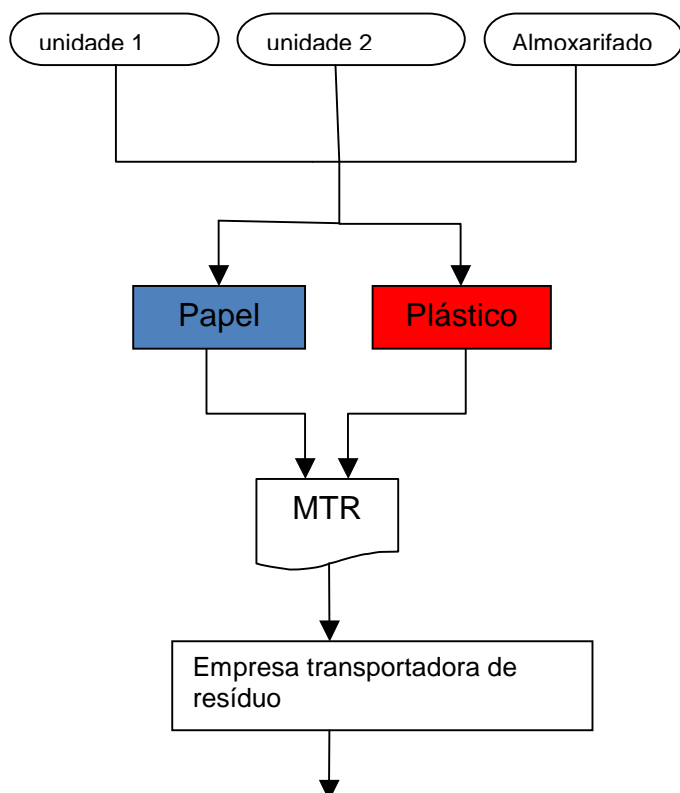 unidade 1
unidade 2
Almoxarifado
Papel
Plástico
MTR
Empresa transportadora de
resíduo